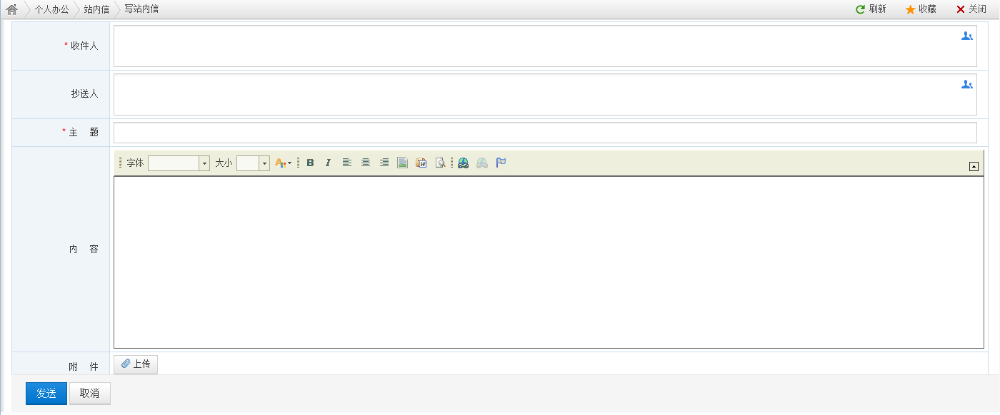 个人办公 站内信 写站内信 刷新 收藏 关闭
* 收件人
抄送人
* 主 题
字体 大小 B I
内 容
附 件 上传
发送 取消